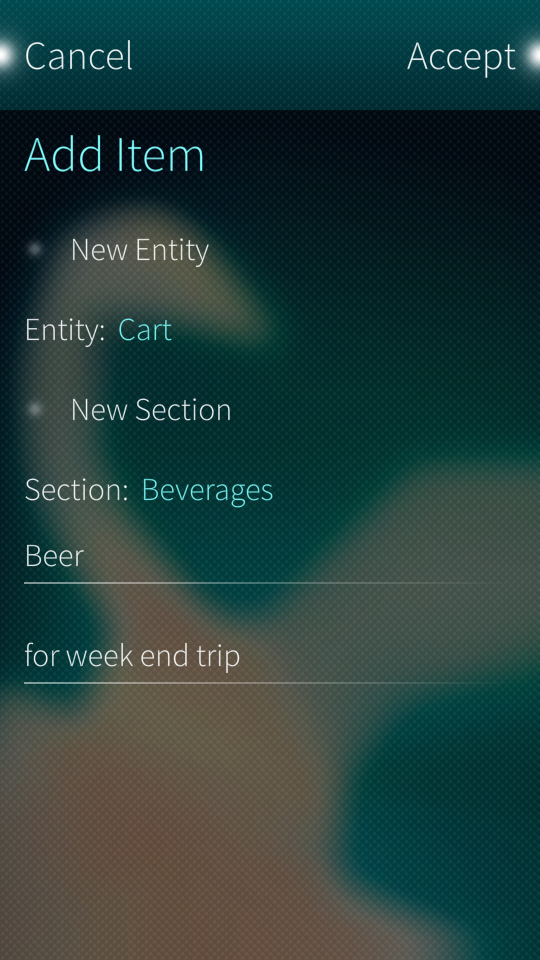 Cancel Accept
Add Item
New Entity
Entity: Cart
New Section
Section: Beverages
Beer
for week end trip